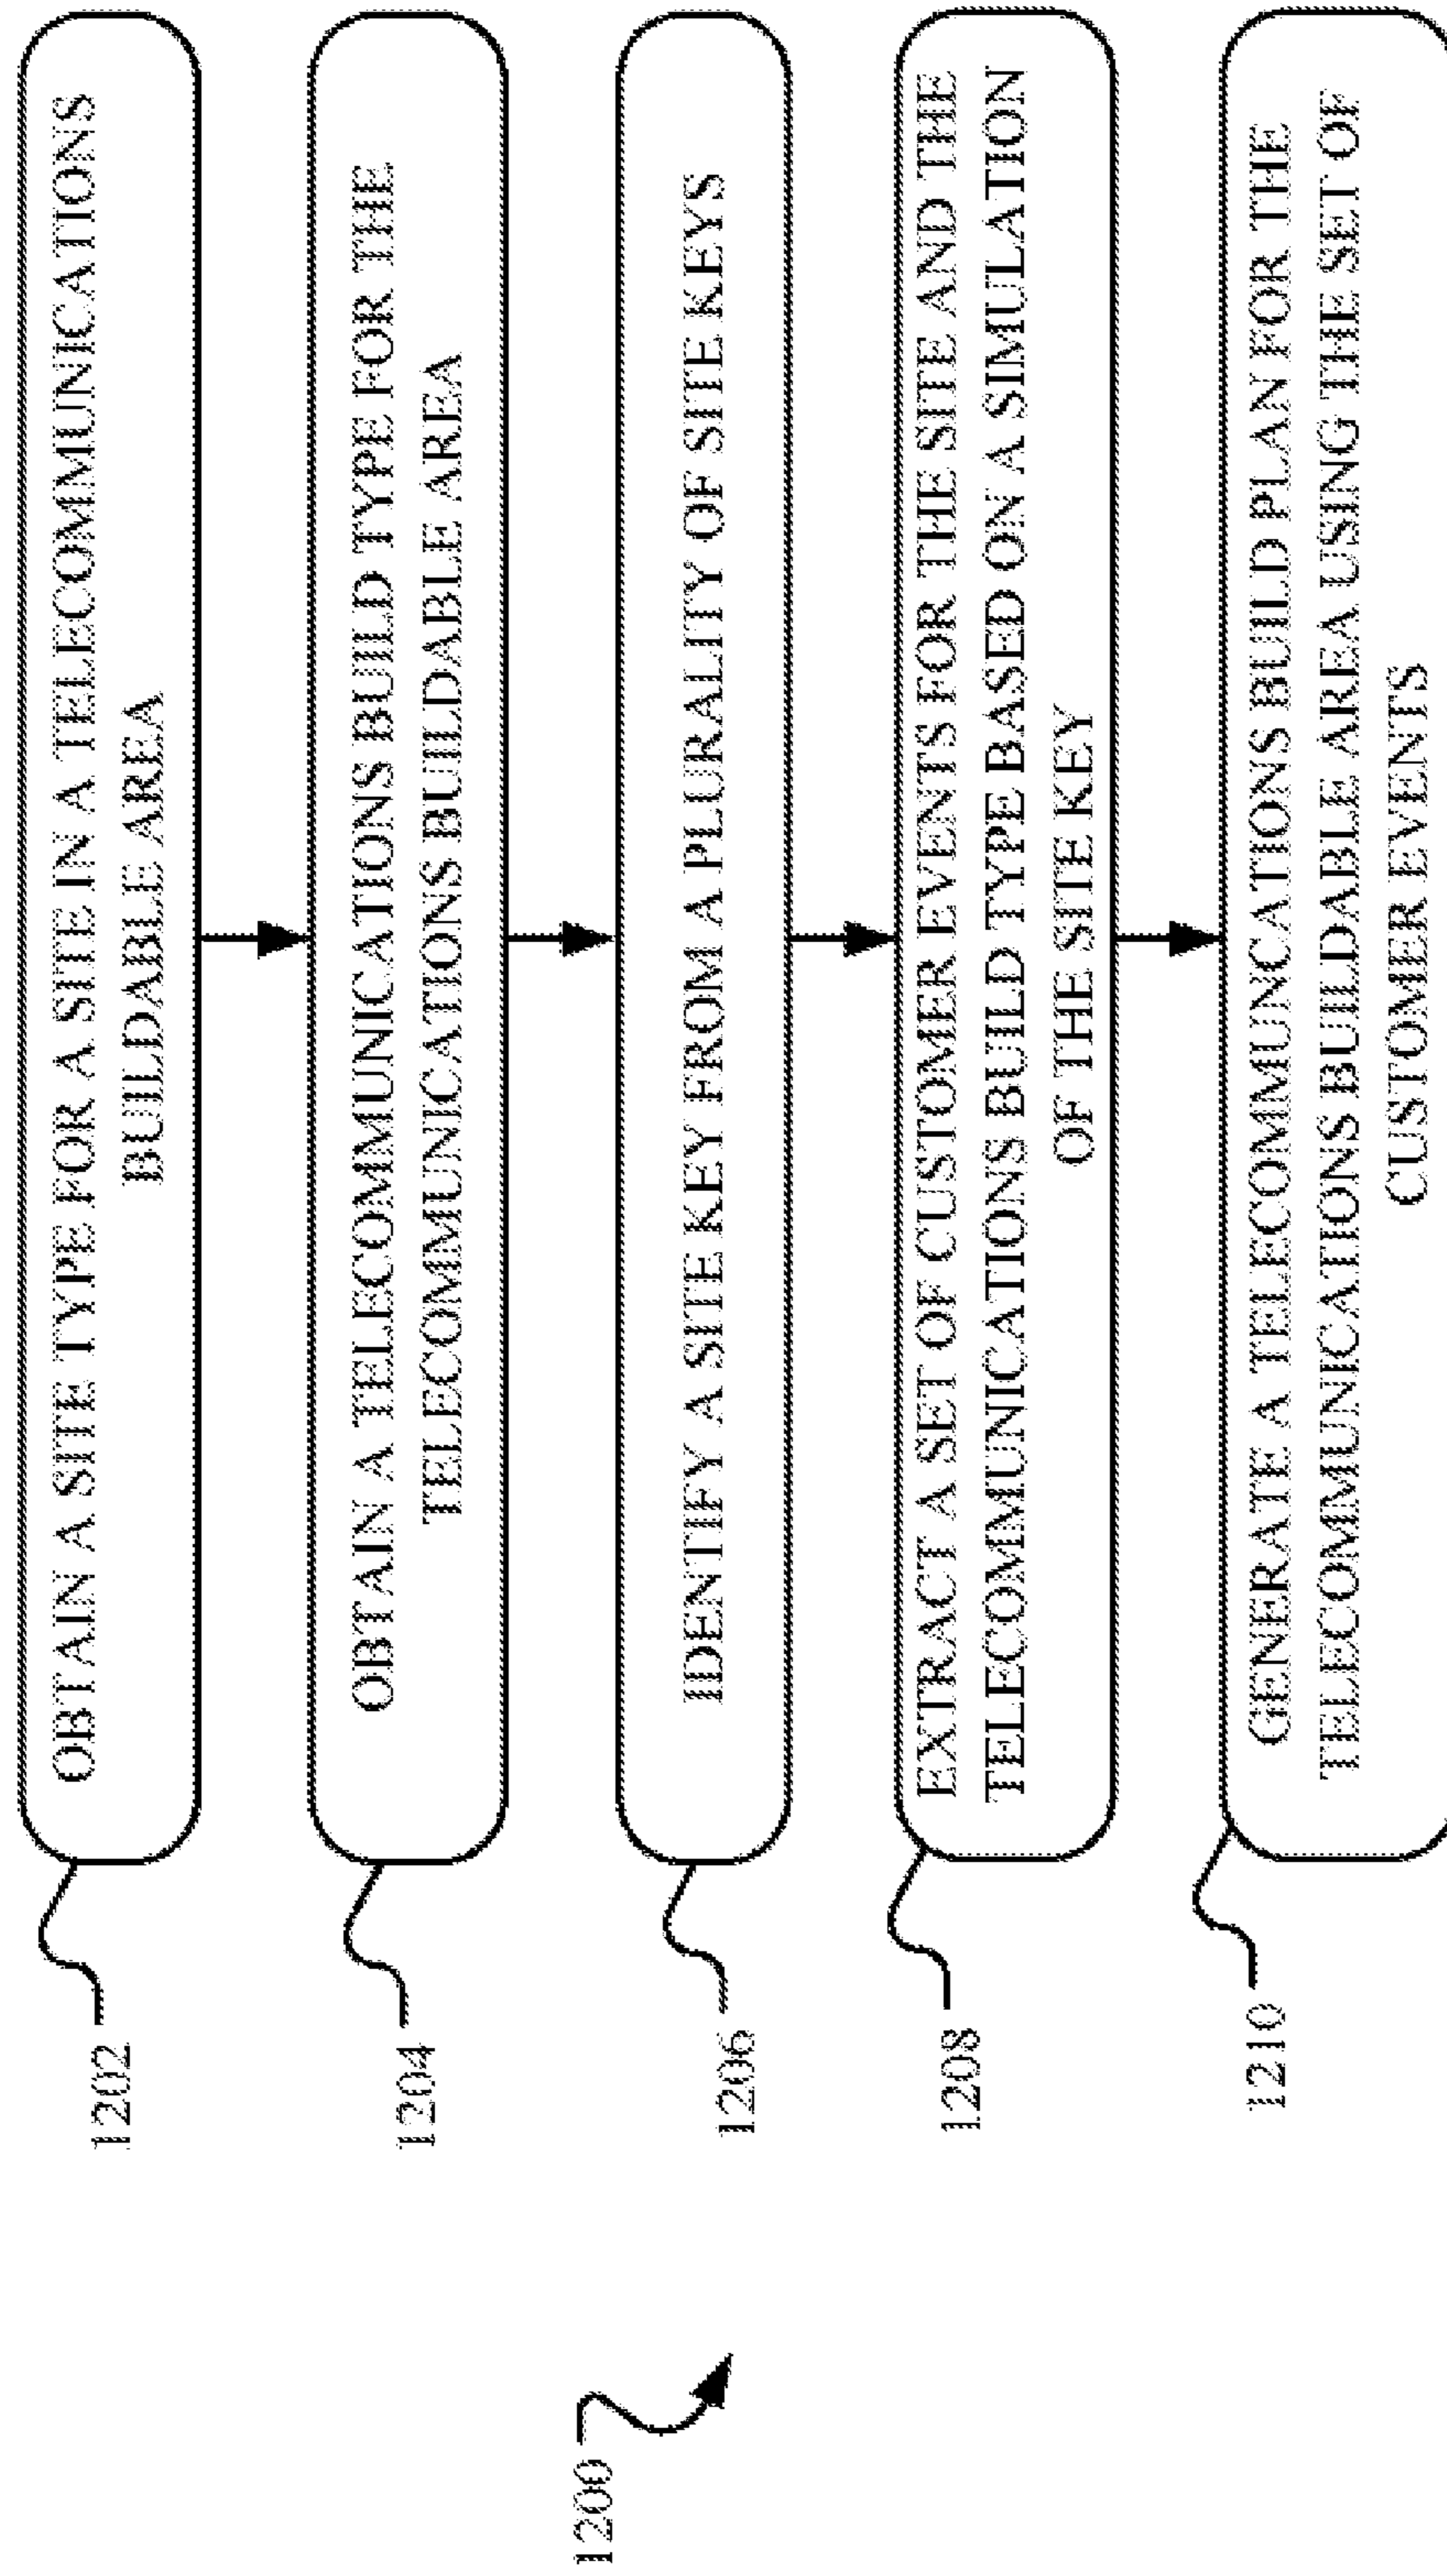 1200
1202
OBTAIN A SITE TYPE FOR A SITE IN A TELECOMMUNICATIONS
BUILDABLE AREA
1204
OBTAIN A TELECOMMUNICATIONS BUILD TYPE FOR THE
TELECOMMUNICATIONS BUILDABLE AREA
1206
IDENTIFY A SITE KEY FROM A PLURALITY OF SITE KEYS
1208
EXTRACT A SET OF CUSTOMER EVENTS FOR THE SITE AND THE
TELECOMMUNICATIONS BUILD TYPE BASED ON A SIMULATION
OF THE SITE KEY
1210
GENERATE A TELECOMMUNCATIONS BUILD PLAN FOR THE
TELECOMMUNICATIONS BUILDABLE AREA USING THE SET OF
CUSTOMER EVENTS